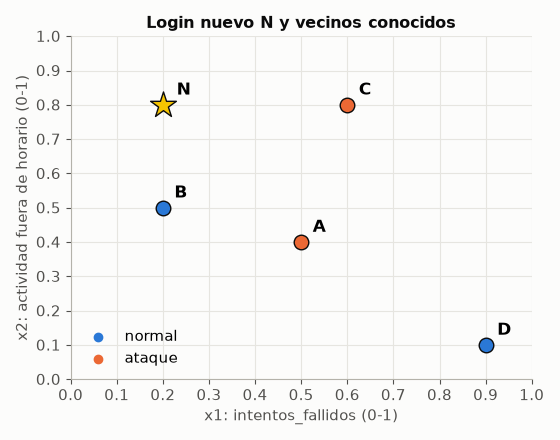 Login nuevo N y vecinos conocidos
x2: actividad fuera de horario (0-1)
1.0
0.9
0.8
0.7
0.6
0.5
0.4
0.3
0.2
0.1
0.0
N
C
B
A
D
normal
ataque
0.0 0.1 0.2 0.3 0.4 0.5 0.6 0.7 0.8 0.9 1.0
x1: intentos_fallidos (0-1)